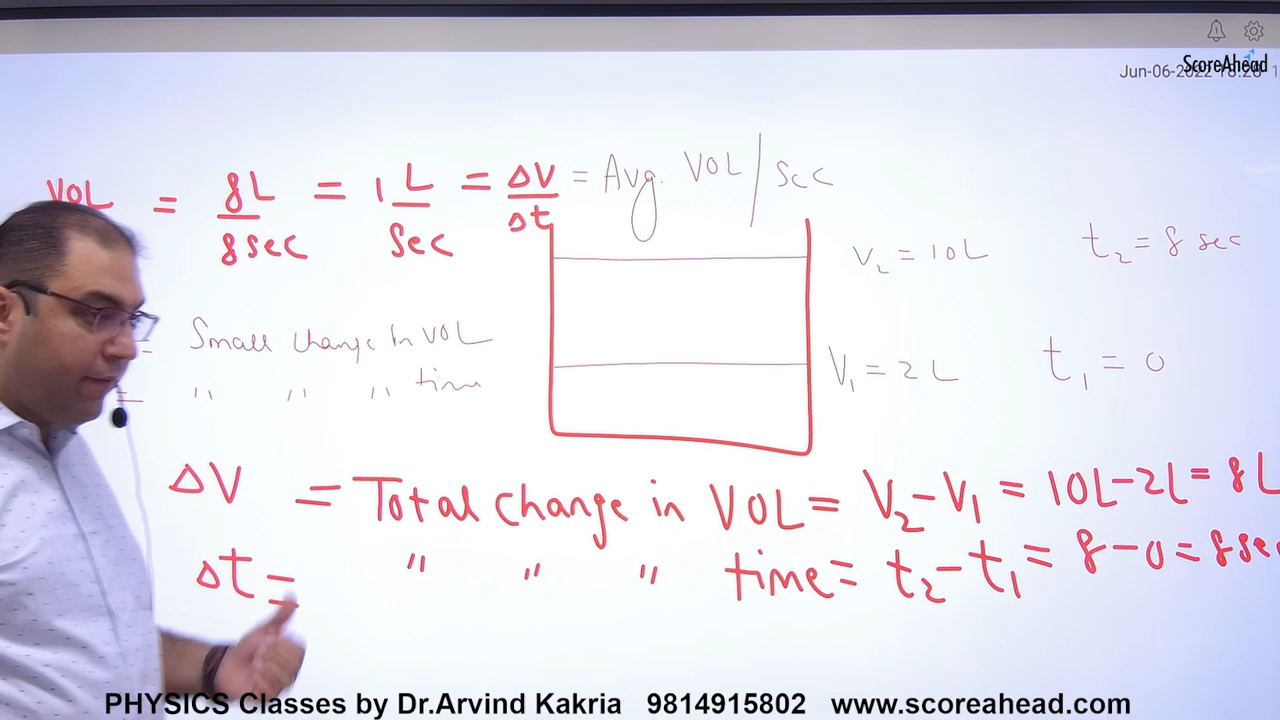 ScoreAhead
Jun-06-2022 18:28
VOL = 8L / 8sec = 1 L / sec = ΔV / Δt = Avg. VOL / sec
V₂ = 10L t₂ = 8 sec
= Small change in VOL
V₁ = 2L t₁ = 0
= " " " time
ΔV = Total change in VOL = V₂ - V₁ = 10L - 2L = 8L
Δt = " " " time = t₂ - t₁ = 8 - 0 = 8sec
PHYSICS Classes by Dr.Arvind Kakria 9814915802 www.scoreahead.com